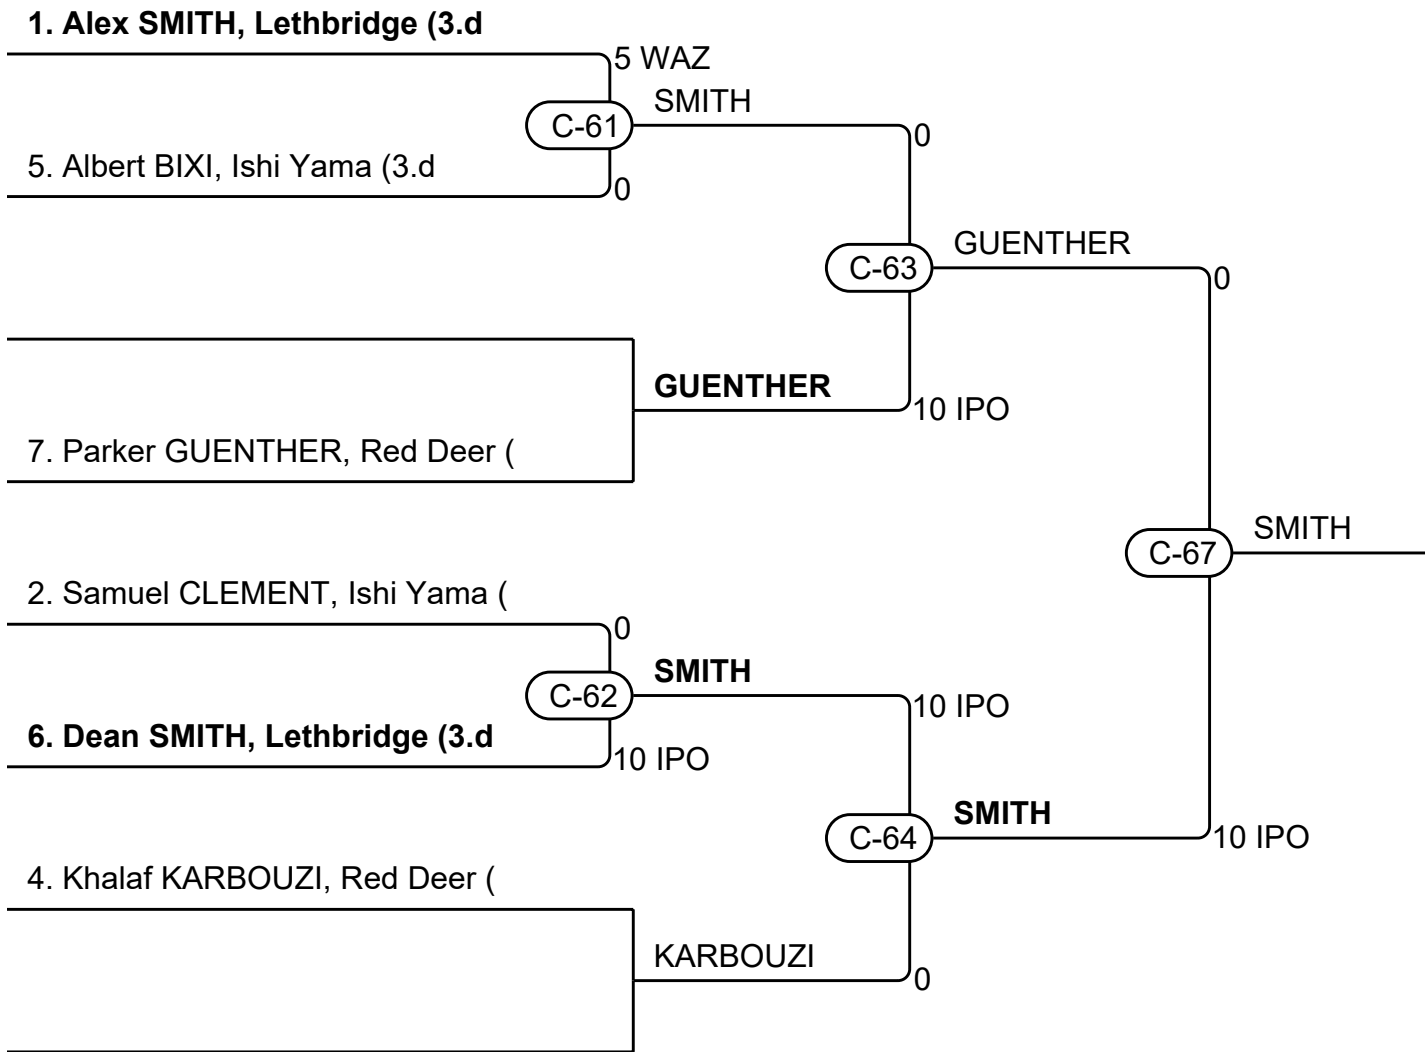 1. Alex SMITH, Lethbridge (3.d
5 WAZ
SMITH
C-61
0
5. Albert BIXI, Ishi Yama (3.d
0
GUENTHER
C-63
0
GUENTHER
10 IPO
7. Parker GUENTHER, Red Deer (
SMITH
C-67
2. Samuel CLEMENT, Ishi Yama (
0
SMITH
C-62
10 IPO
6. Dean SMITH, Lethbridge (3.d
10 IPO
SMITH
C-64
10 IPO
4. Khalaf KARBOUZI, Red Deer (
KARBOUZI
0